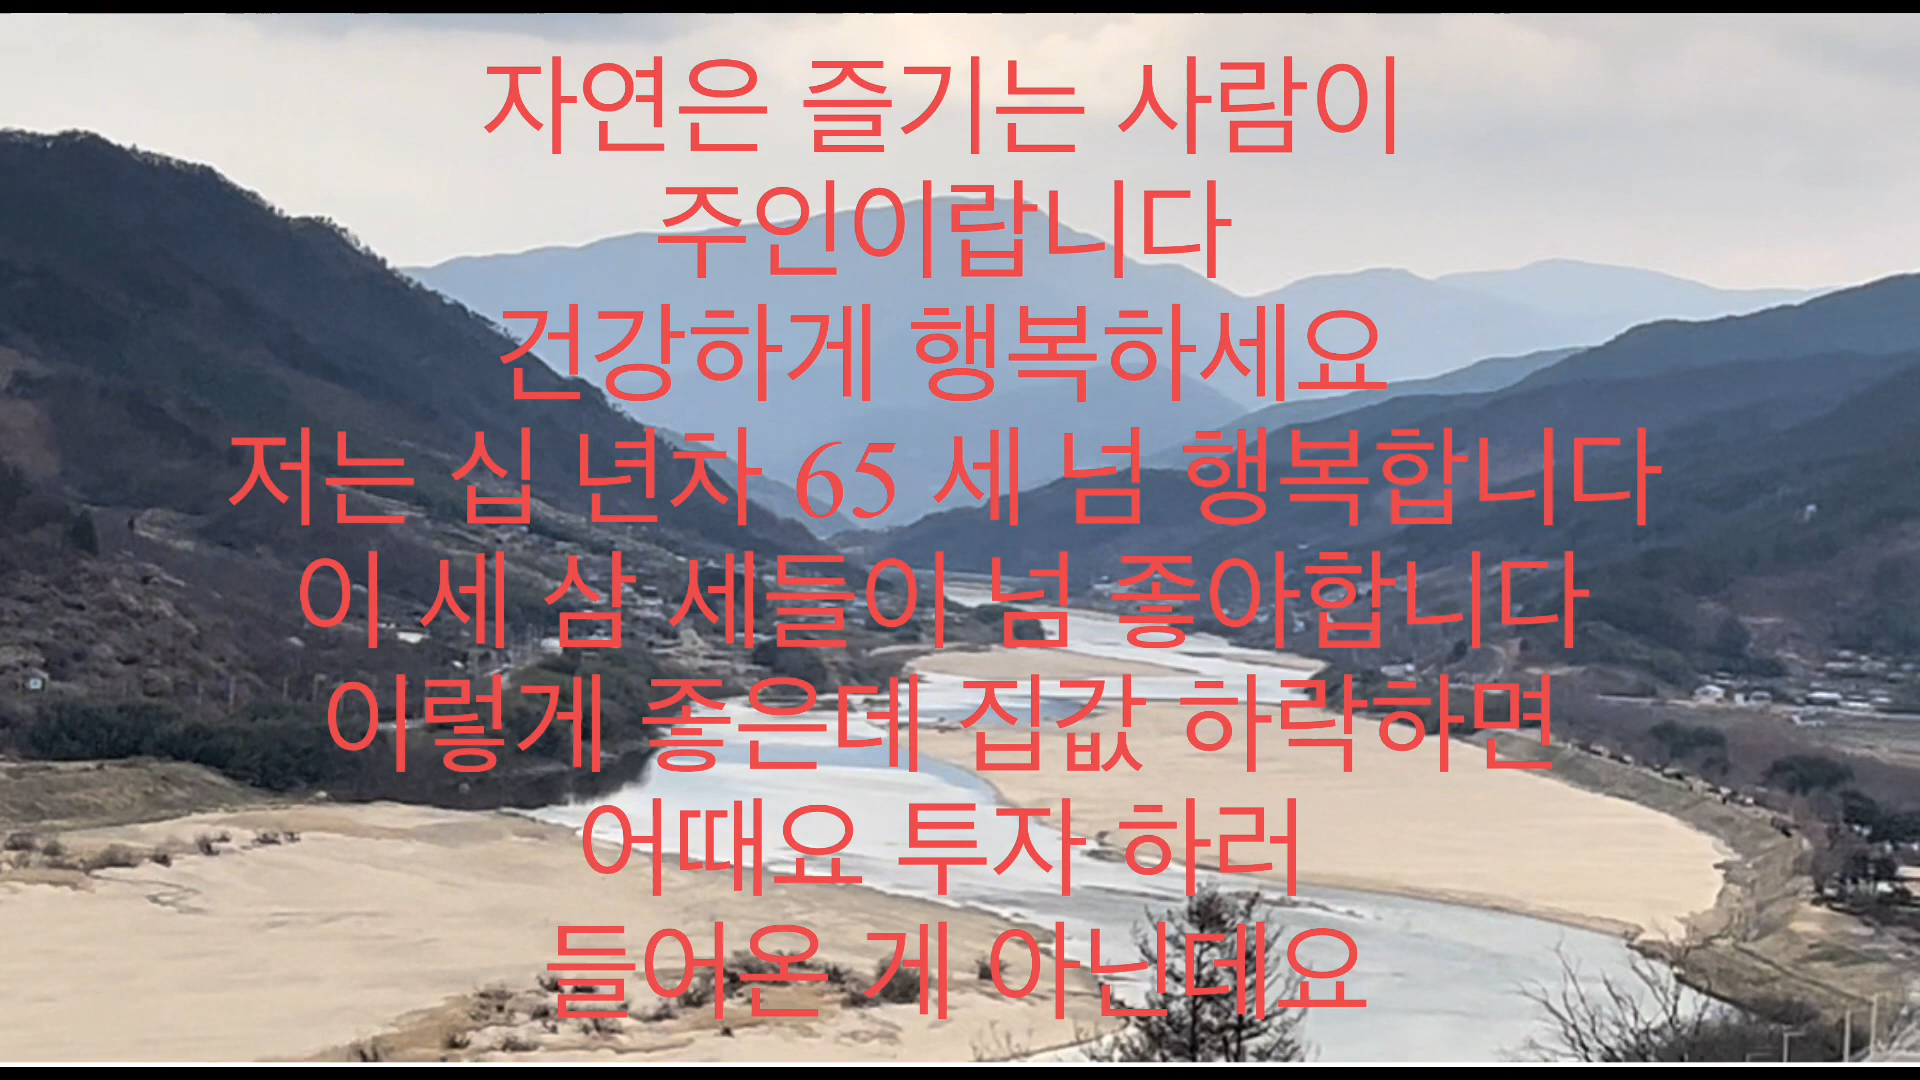 자연은 즐기는 사람이
주인이랍니다
건강하게 행복하세요
저는 십 년차 65 세 넘 행복합니다
이 세 삼 세들이 넘 좋아합니다
이렇게 좋은데 집값 하락하면
어때요 투자 하러
들어온 게 아닌데요